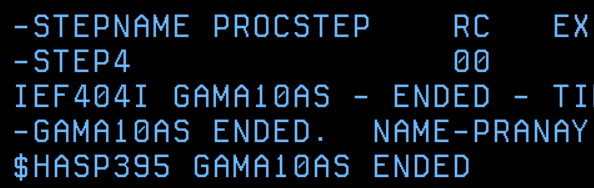 -STEPNAME PROCSTEP    RC   EX
-STEP4                00
IEF404I GAMA10AS - ENDED - TI
-GAMA10AS ENDED.  NAME-PRANAY
$HASP395 GAMA10AS ENDED